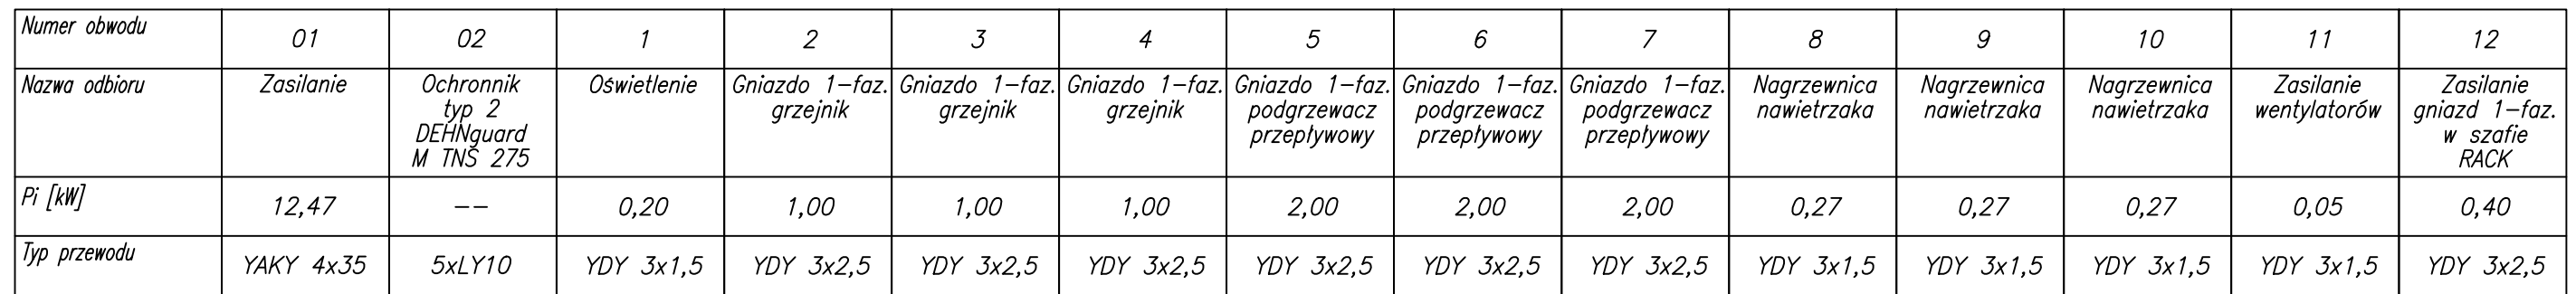 Numer obwodu 01 02 1 2 3 4 5 6 7 8 9 10 11 12
Nazwa odbioru Zasilanie Ochronnik Oświetlenie Gniazdo 1-faz. Gniazdo 1-faz. Gniazdo 1-faz. Gniazdo 1-faz. Gniazdo 1-faz. Gniazdo 1-faz. Nagrzewnica Nagrzewnica Nagrzewnica Zasilanie Zasilanie
typ 2 grzejnik grzejnik grzejnik podgrzewacz podgrzewacz podgrzewacz nawietrzaka nawietrzaka nawietrzaka wentylatorów gniazd 1-faz.
DEHNguard przepływowy przepływowy przepływowy w szafie
M TNS 275 RACK
Pi [kW] 12,47 -- 0,20 1,00 1,00 1,00 2,00 2,00 2,00 0,27 0,27 0,27 0,05 0,40
Typ przewodu YAKY 4x35 5xLY10 YDY 3x1,5 YDY 3x2,5 YDY 3x2,5 YDY 3x2,5 YDY 3x2,5 YDY 3x2,5 YDY 3x2,5 YDY 3x1,5 YDY 3x1,5 YDY 3x1,5 YDY 3x1,5 YDY 3x2,5